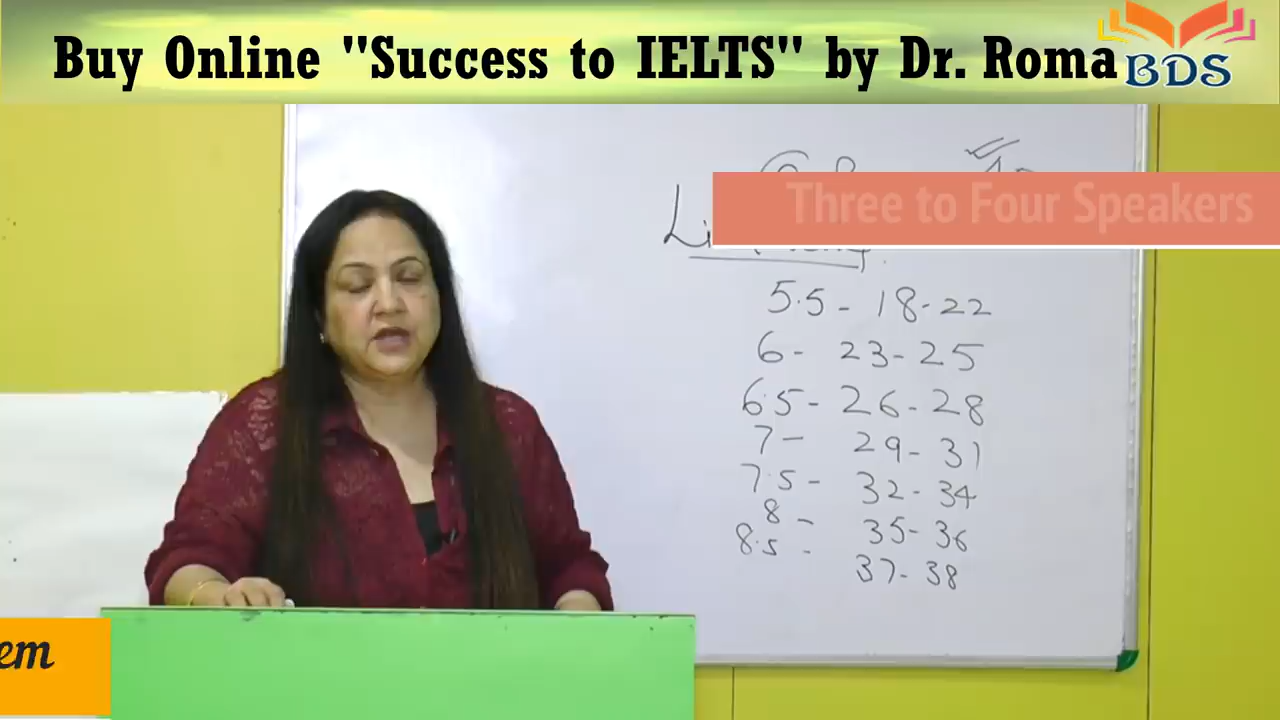 Buy Online "Success to IELTS" by Dr. Roma
BDS
Three to Four Speakers
5.5 - 18-22
6 - 23-25
6.5 - 26-28
7 - 29-31
7.5 - 32-34
8 - 35-36
8.5 - 37-38
em